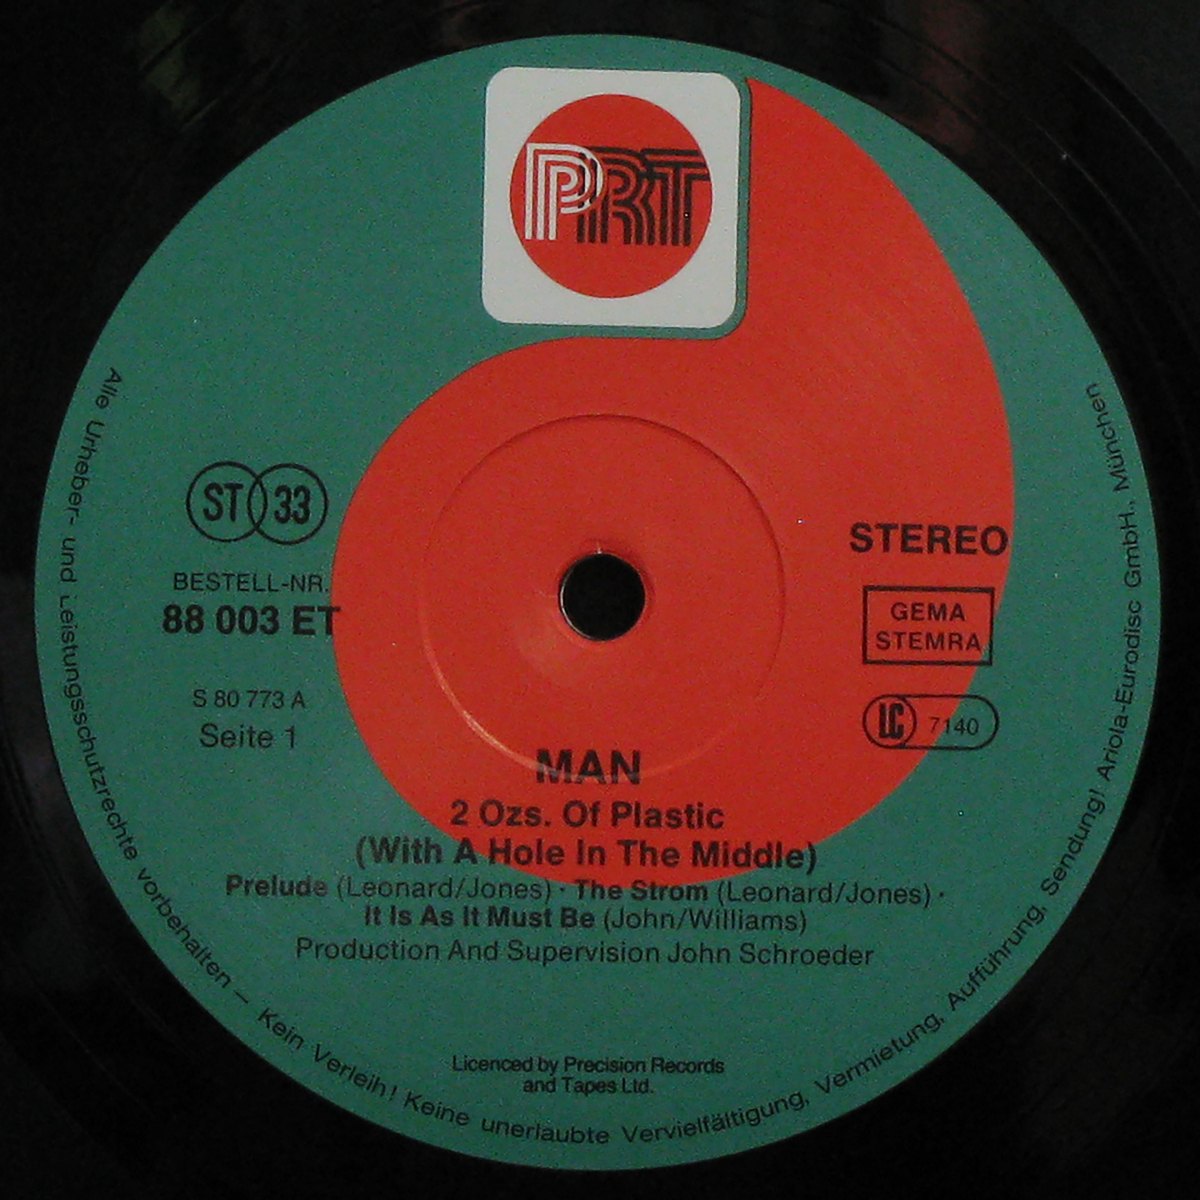 PRT
ST 33
BESTELL-NR.
88 003 ET
S 80 773 A
Seite 1
STEREO
GEMA
STEMRA
LC 7140
MAN
2 Ozs. Of Plastic
(With A Hole In The Middle)
Prelude (Leonard/Jones) · The Strom (Leonard/Jones) ·
It Is As It Must Be (John/Williams)
Production And Supervision John Schroeder
Licenced by Precision Records
and Tapes Ltd.
Alle Urheber- und Leistungsschutzrechte vorbehalten – Kein Verleih! Keine unerlaubte Vervielfältigung, Vermietung, Aufführung, Sendung! Ariola-Eurodisc GmbH., München